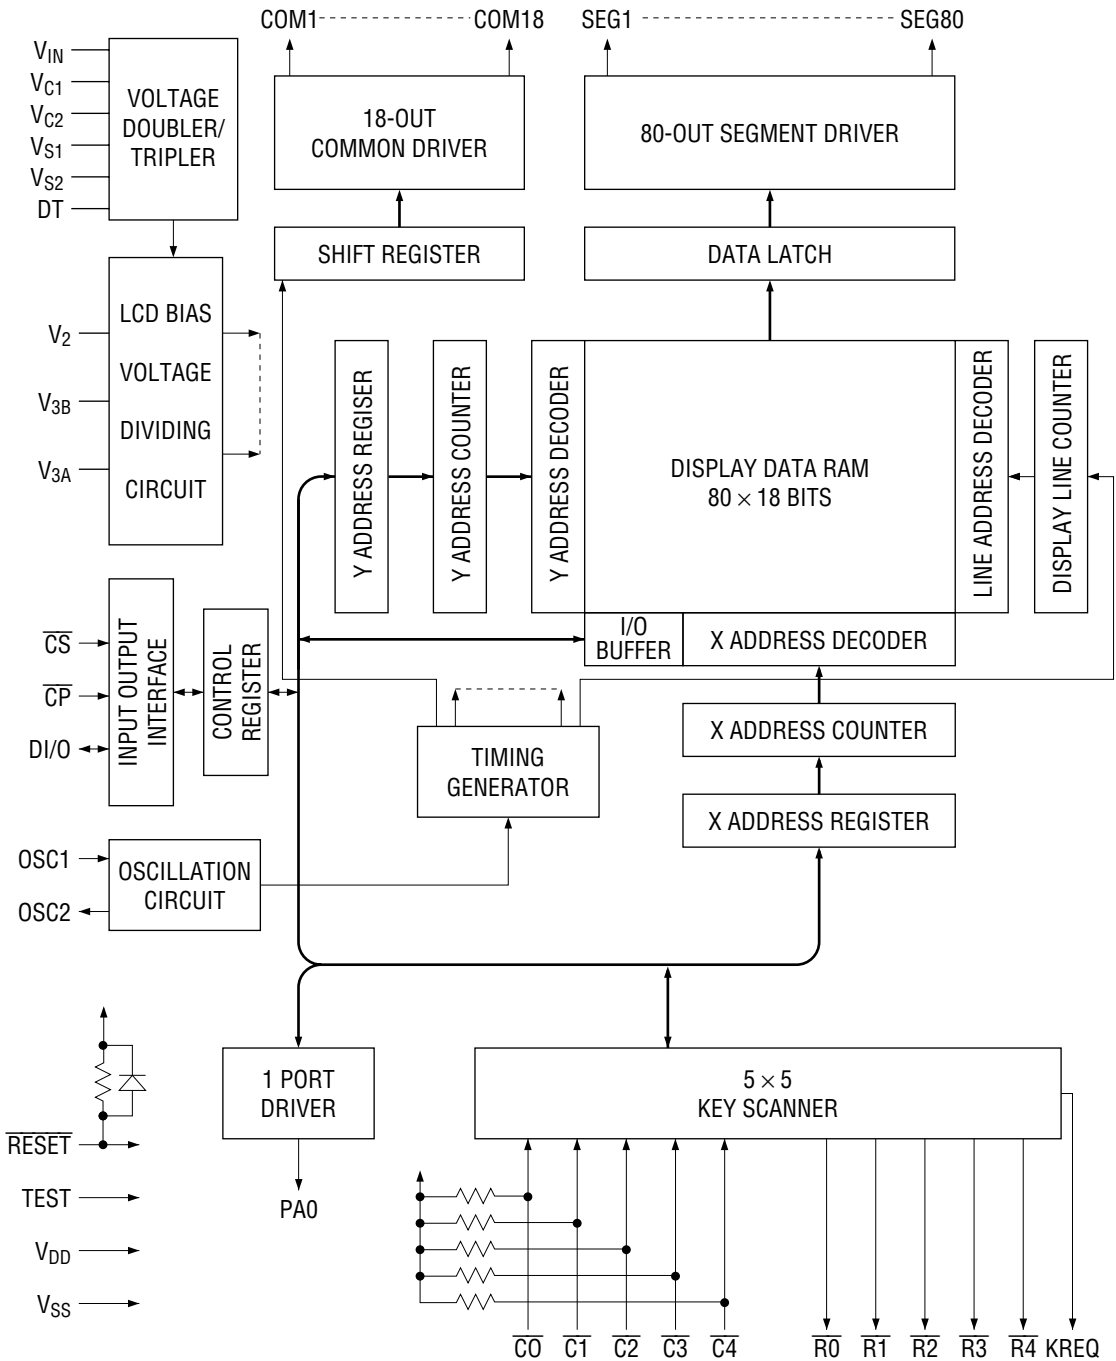 COM1
COM18
SEG1
SEG80
VIN
VC1
VC2
VS1
VS2
DT
VOLTAGE
DOUBLER/
TRIPLER
18-OUT
COMMON DRIVER
80-OUT SEGMENT DRIVER
SHIFT REGISTER
DATA LATCH
V2
V3B
V3A
LCD BIAS
VOLTAGE
DIVIDING
CIRCUIT
Y ADDRESS REGISER
Y ADDRESS COUNTER
Y ADDRESS DECODER
DISPLAY DATA RAM
80 × 18 BITS
LINE ADDRESS DECODER
DISPLAY LINE COUNTER
I/O
BUFFER
X ADDRESS DECODER
CS
CP
DI/O
INPUT OUTPUT
INTERFACE
CONTROL
REGISTER
TIMING
GENERATOR
X ADDRESS COUNTER
X ADDRESS REGISTER
OSC1
OSC2
OSCILLATION
CIRCUIT
1 PORT
DRIVER
PA0
5 × 5
KEY SCANNER
RESET
TEST
VDD
VSS
C0
C1
C2
C3
C4
R0
R1
R2
R3
R4
KREQ